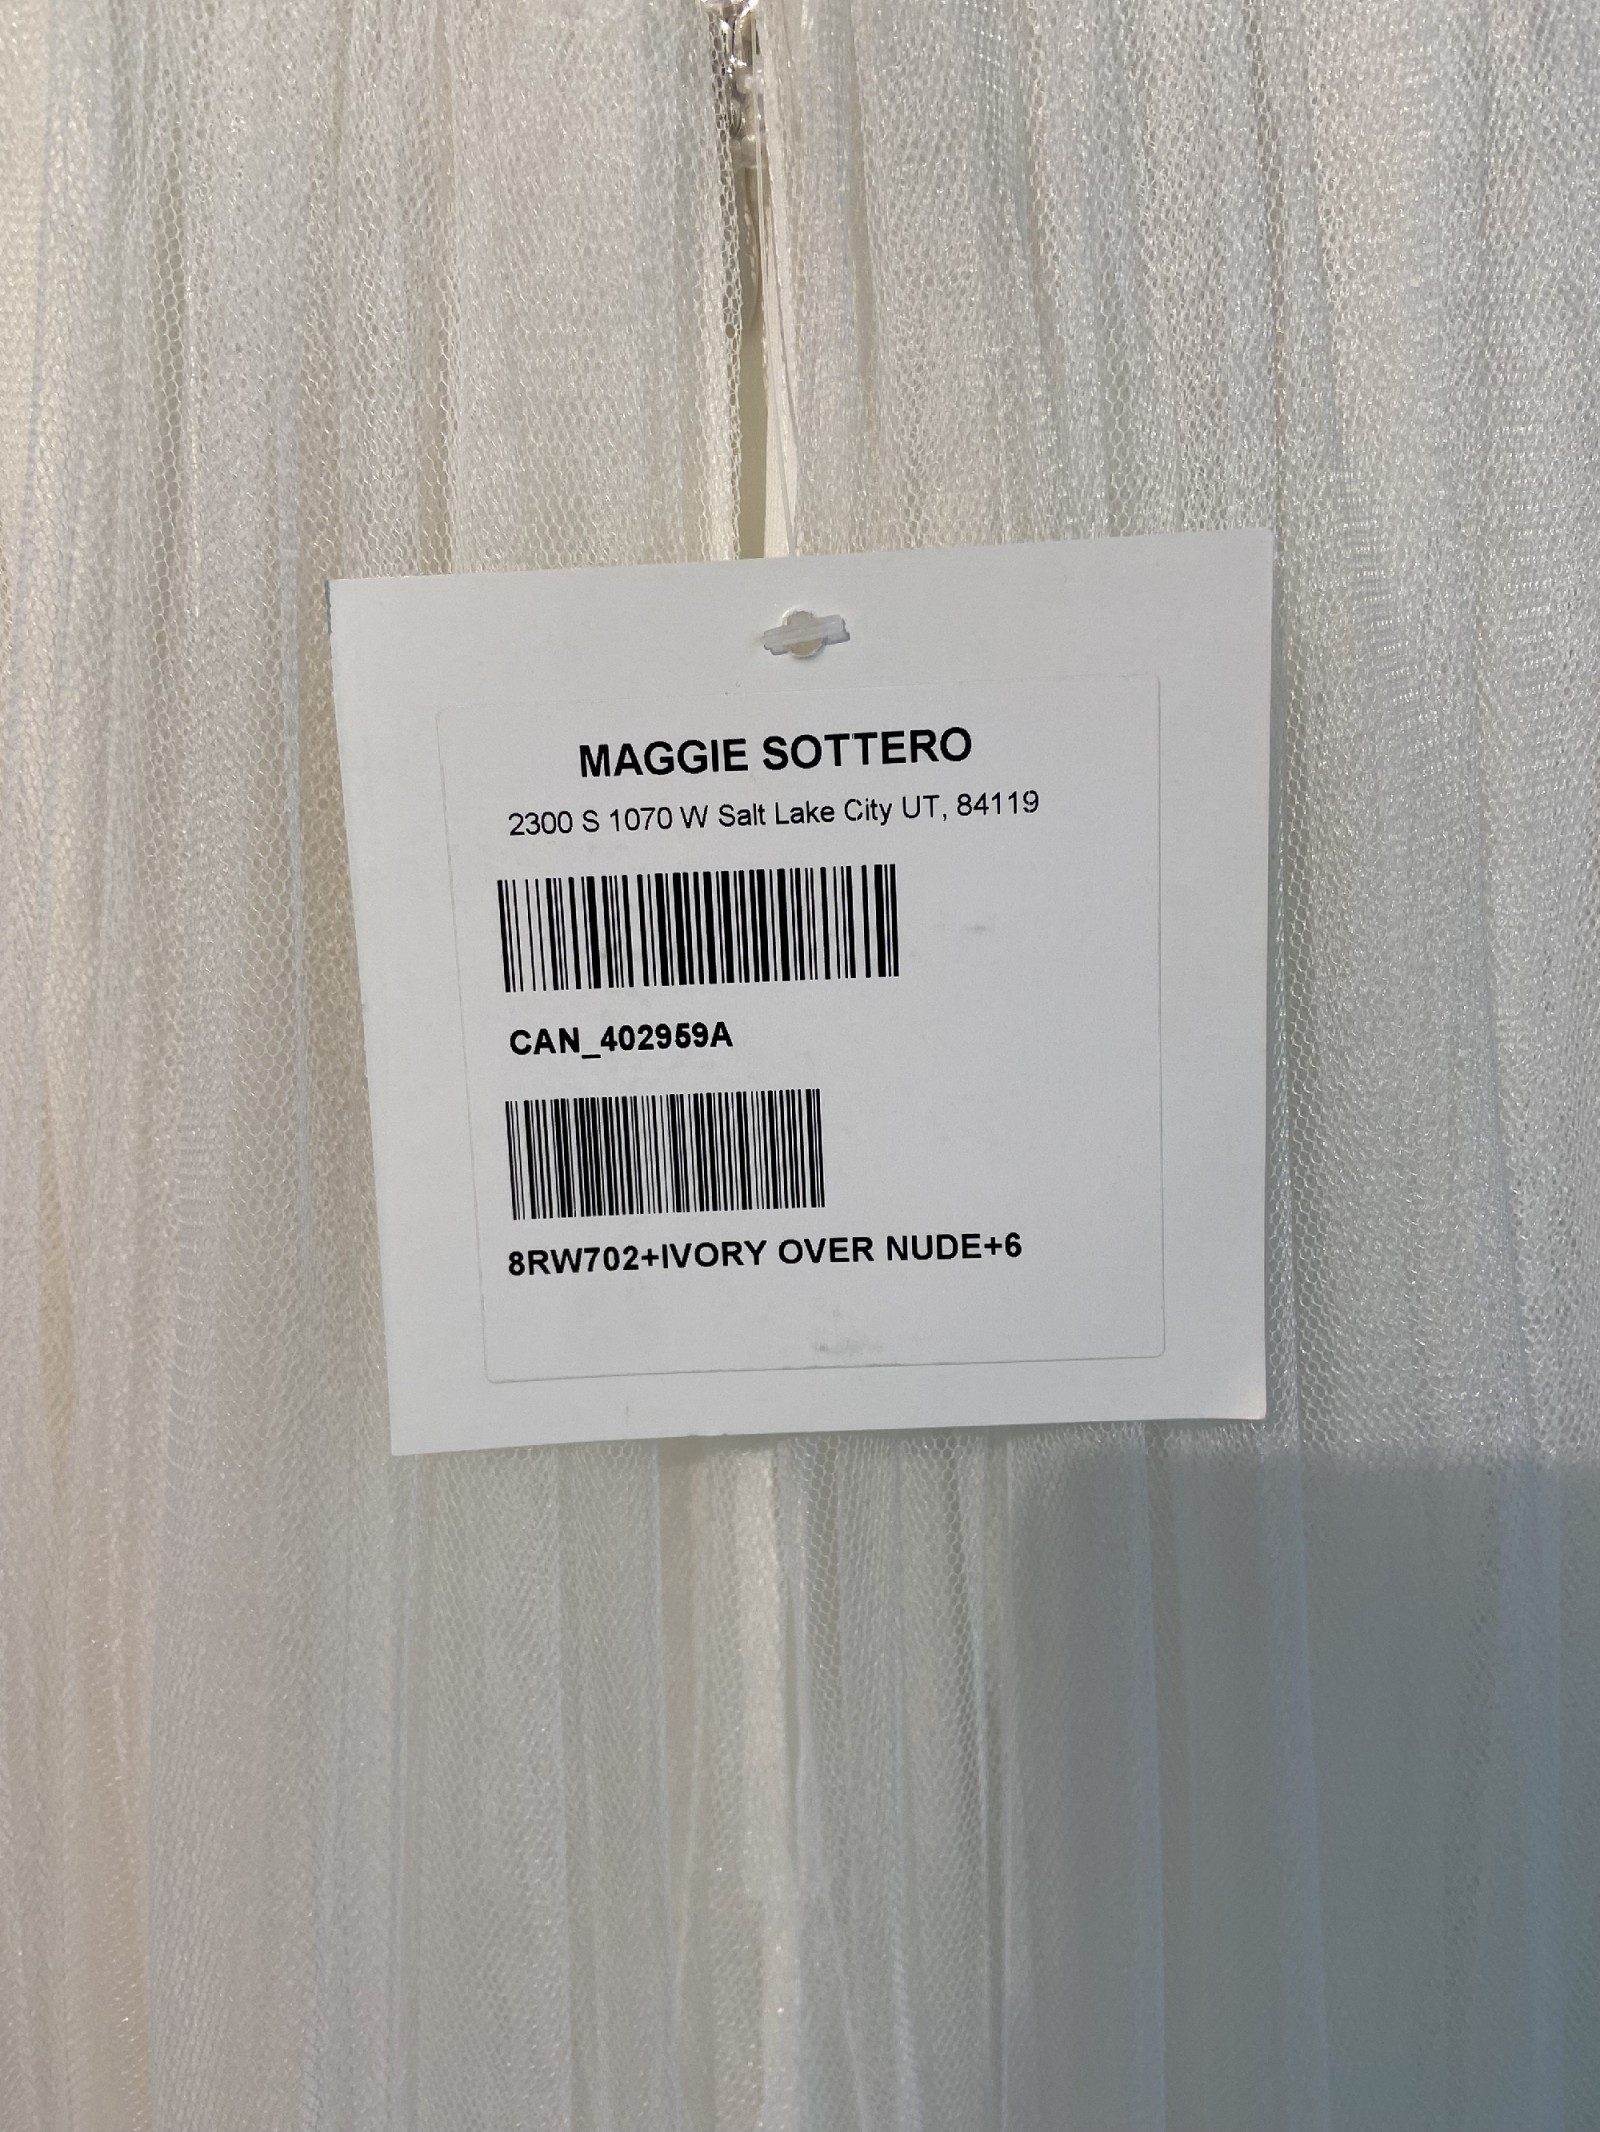 MAGGIE SOTTERO
2300 S 1070 W Salt Lake City UT, 84119
CAN_402959A
8RW702+IVORY OVER NUDE+6